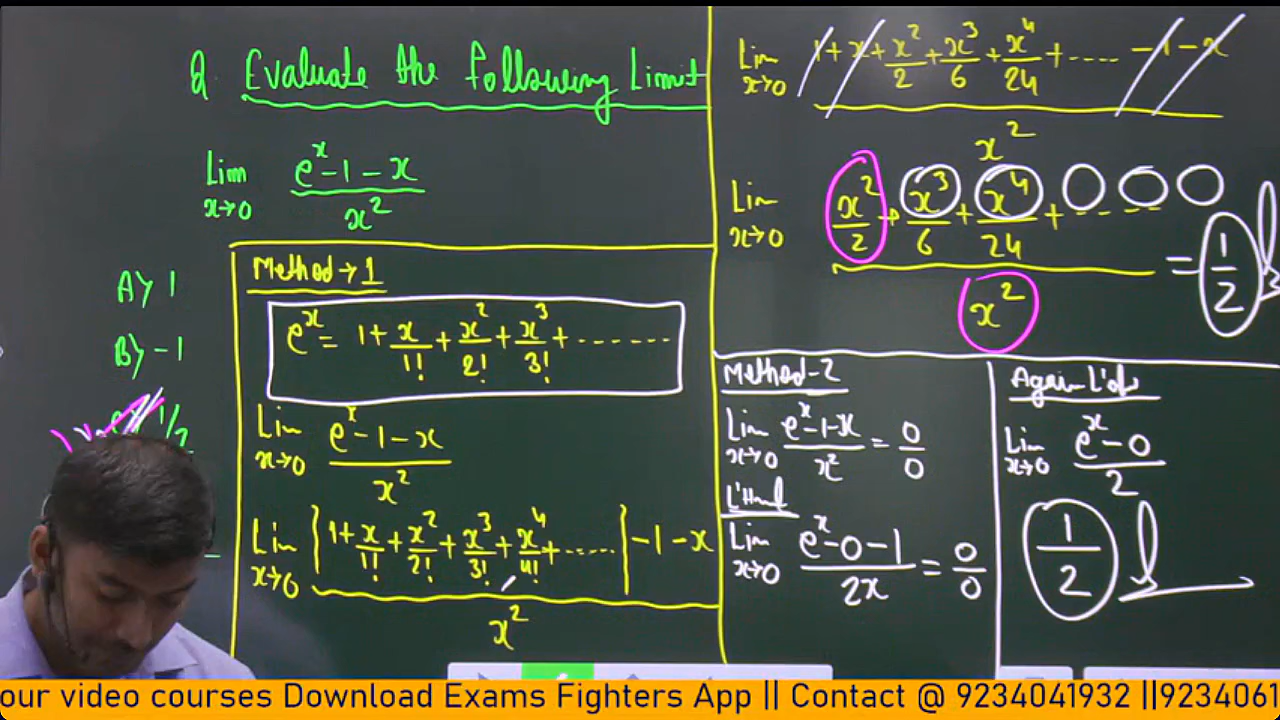 Q. Evaluate the following Limit
Lim x→0 (e^x - 1 - x)/x^2
A> 1
B> -1
1/2
Method → 1
e^x = 1 + x/1! + x^2/2! + x^3/3! + ........
Lim x→0 (e^x - 1 - x)/x^2
Lim x→0 ([1 + x/1! + x^2/2! + x^3/3! + x^4/4! + ......] - 1 - x)/x^2
Lim x→0 (1 + x + x^2/2 + x^3/6 + x^4/24 + ..... - 1 - x)/x^2
Lim x→0 (x^2/2 + x^3/6 + x^4/24 + ------)/x^2 = 1/2
Method-2
Lim x→0 (e^x - 1 - x)/x^2 = 0/0
Lim x→0 (e^x - 0 - 1)/2x = 0/0
Again L'
Lim x→0 (e^x - 0)/2
1/2
our video courses Download Exams Fighters App || Contact @ 9234041932 ||9234061